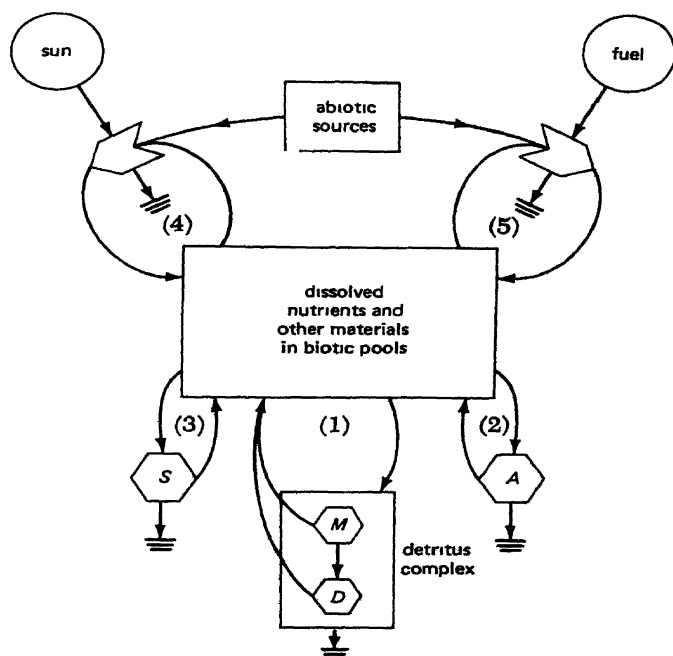 sun
fuel
abiotic
sources
(4)
(5)
dissolved
nutrients and
other materials
in biotic pools
(3)
(1)
(2)
S
A
M
detritus
complex
D